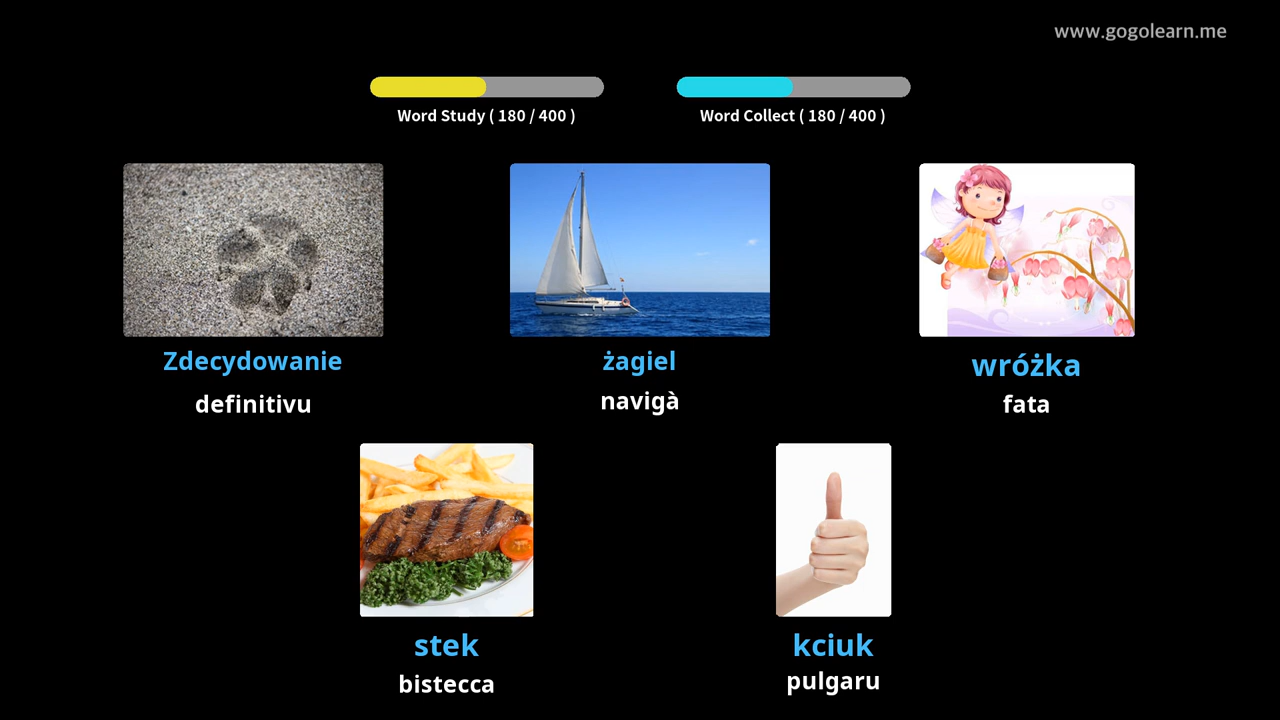 www.gogolearn.me
Word Study ( 180 / 400 )
Word Collect ( 180 / 400 )
Zdecydowanie
definitivu
żagiel
navigà
wróżka
fata
stek
bistecca
kciuk
pulgaru